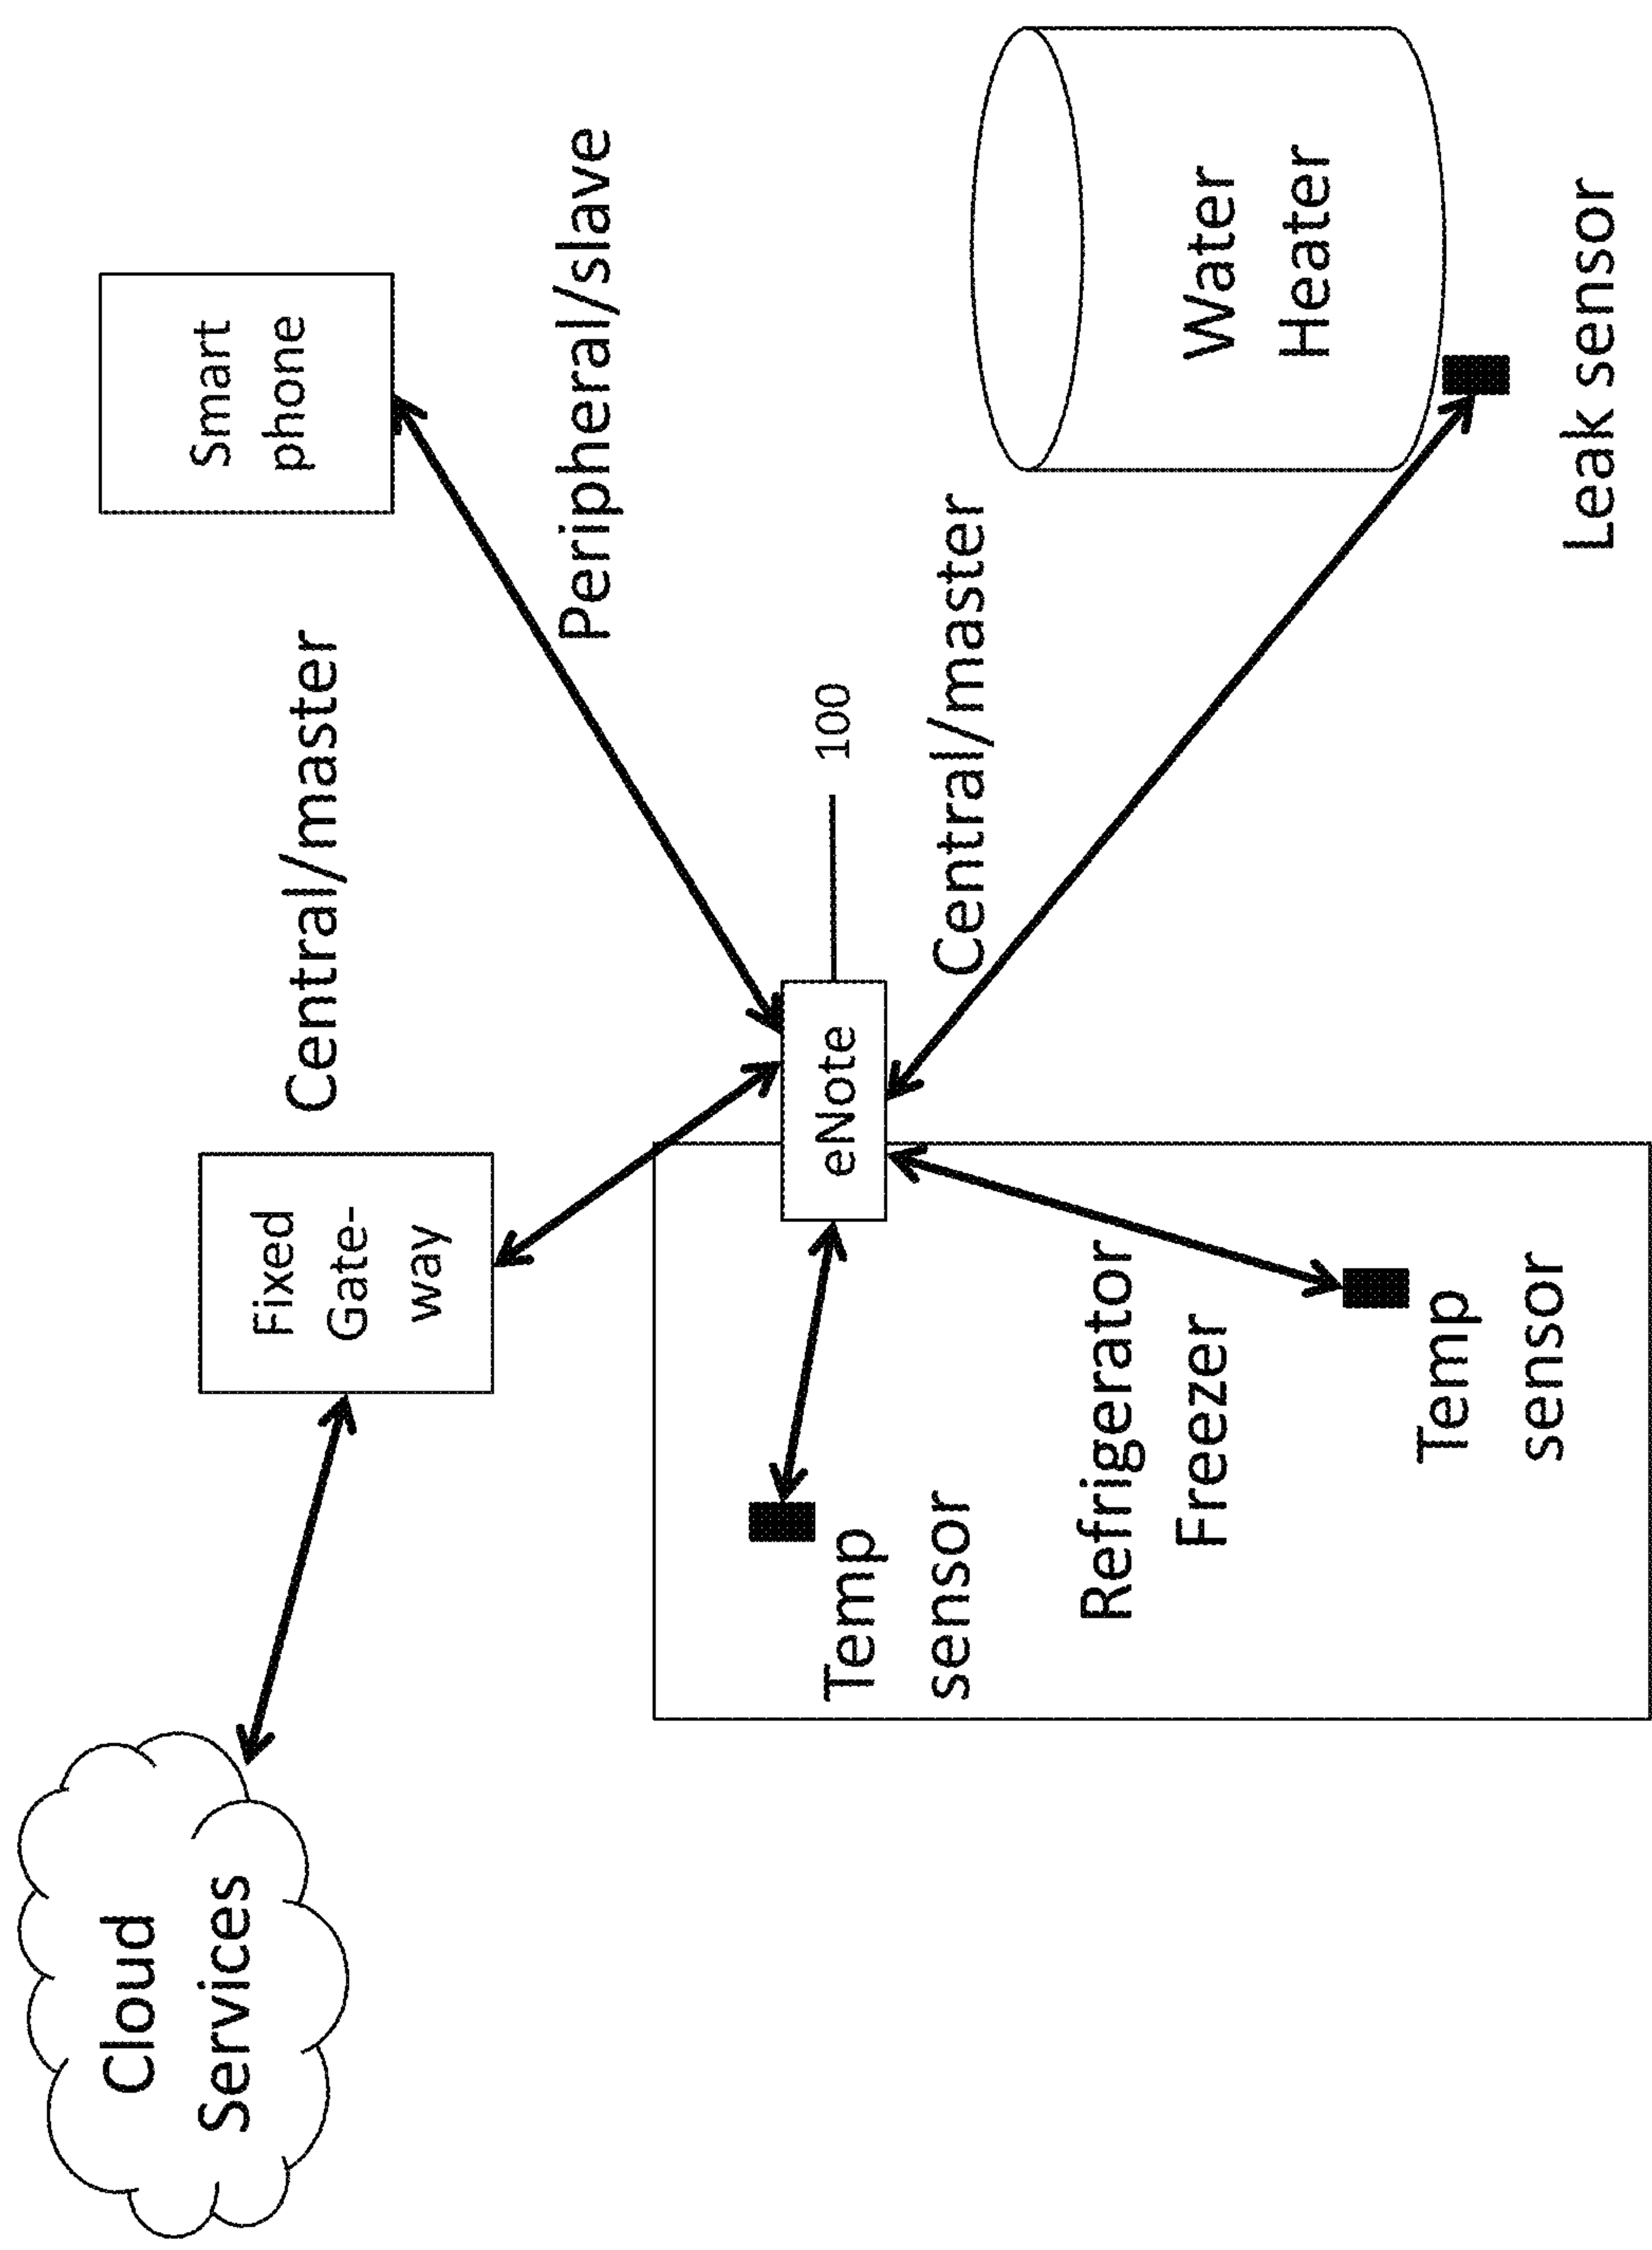 Cloud
Services
Fixed
Gate-
way
Central/master
Smart
phone
Peripheral/slave
eNote
100
Central/master
Temp
sensor
Refrigerator
Freezer
Temp
sensor
Water
Heater
Leak sensor